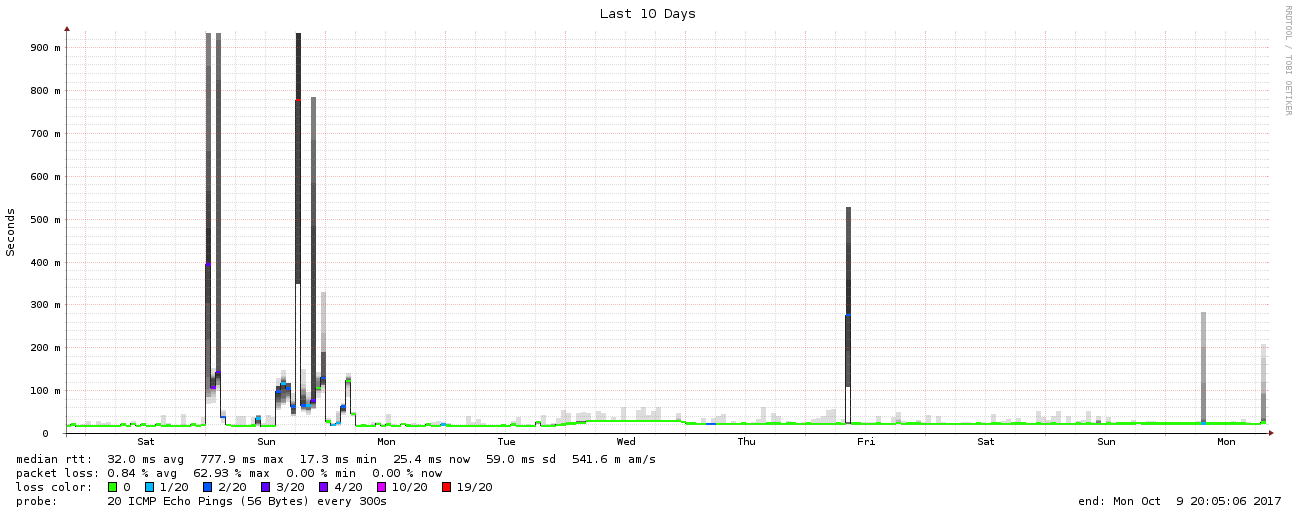 Last 10 Days
RRDTOOL / TOBI OETIKER
Seconds
900 m
800 m
700 m
600 m
500 m
400 m
300 m
200 m
100 m
0
Sat Sun Mon Tue Wed Thu Fri Sat Sun Mon
median rtt: 32.0 ms avg 777.9 ms max 17.3 ms min 25.4 ms now 59.0 ms sd 541.6 m am/s
packet loss: 0.84 % avg 62.93 % max 0.00 % min 0.00 % now
loss color: 0 1/20 2/20 3/20 4/20 10/20 19/20
probe: 20 ICMP Echo Pings (56 Bytes) every 300s end: Mon Oct 9 20:05:06 2017